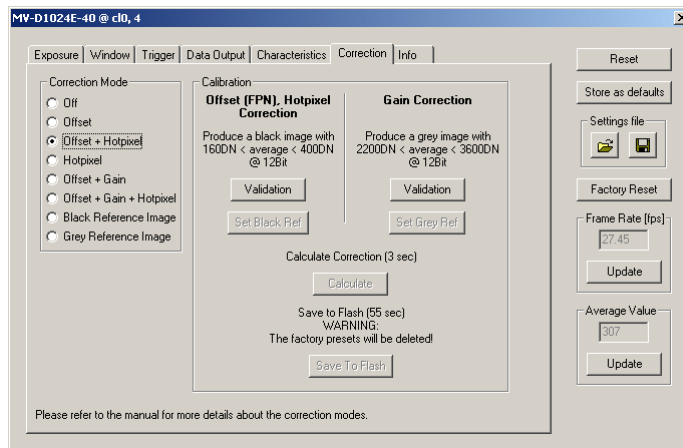 MV-D1024E-40 @ cl0, 4
Exposure
Window
Trigger
Data Output
Characteristics
Correction
Info
Correction Mode
Off
Offset
Offset + Hotpixel
Hotpixel
Offset + Gain
Offset + Gain + Hotpixel
Black Reference Image
Grey Reference Image
Calibration
Offset (FPN), Hotpixel
Correction
Produce a black image with
160DN < average < 400DN
@ 12Bit
Validation
Set Black Ref
Gain Correction
Produce a grey image with
2200DN < average < 3600DN
@ 12Bit
Validation
Set Grey Ref
Calculate Correction (3 sec)
Calculate
Save to Flash (55 sec)
WARNING:
The factory presets will be deleted!
Save To Flash
Please refer to the manual for more details about the correction modes.
Reset
Store as defaults
Settings file
Factory Reset
Frame Rate [fps]
27.45
Update
Average Value
307
Update